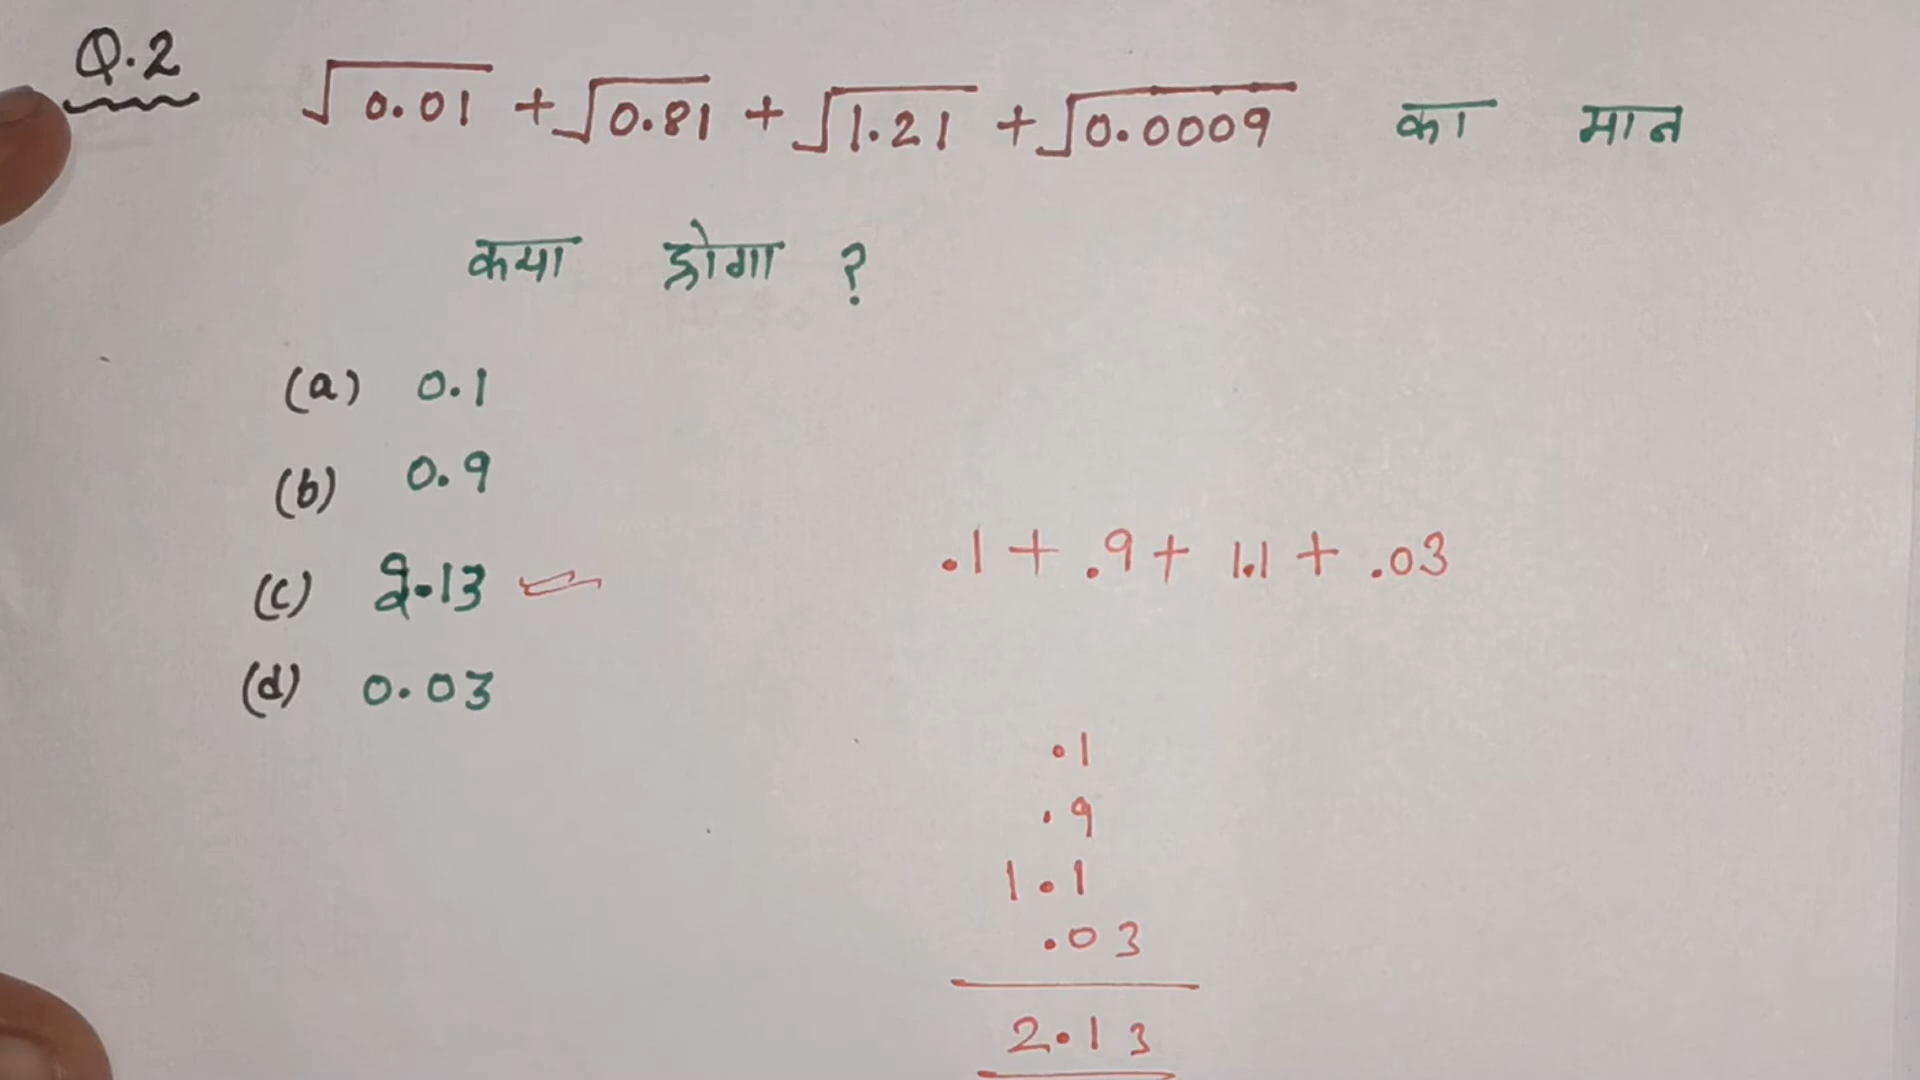 Q.2 √0.01 + √0.81 + √1.21 + √0.0009 का मान
क्या होगा ?
(a) 0.1
(b) 0.9
(c) 2.13
(d) 0.03
.1 + .9 + 1.1 + .03
.1
.9
1.1
.03
2.13